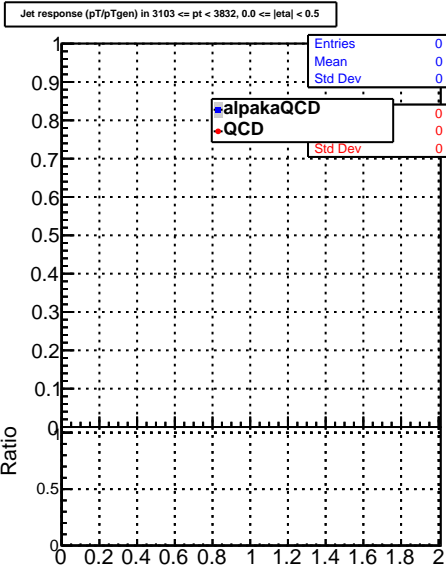 Jet response (pT/pTgen) in 3103 <= pt < 3832, 0.0 <= |eta| < 0.5
Entries 0
Mean 0
Std Dev 0
0
0
Std Dev 0
alpakaQCD
QCD
1
0.9
0.8
0.7
0.6
0.5
0.4
0.3
0.2
0.1
0
Ratio
1
0.5
0
0 0.2 0.4 0.6 0.8 1 1.2 1.4 1.6 1.8 2